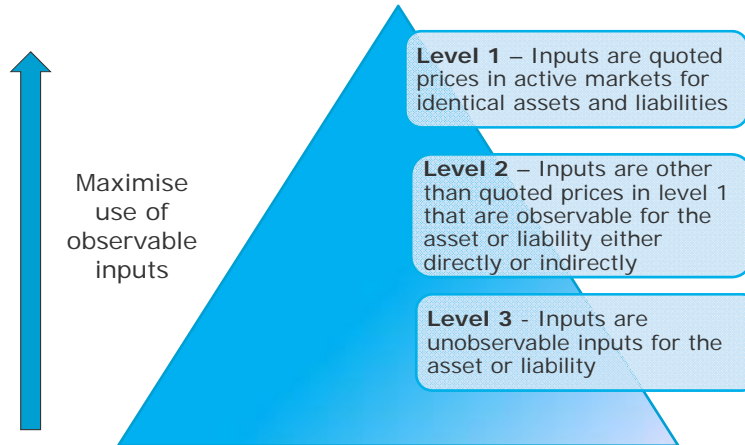 Maximise
use of
observable
inputs
Level 1 – Inputs are quoted
prices in active markets for
identical assets and liabilities
Level 2 – Inputs are other
than quoted prices in level 1
that are observable for the
asset or liability either
directly or indirectly
Level 3 - Inputs are
unobservable inputs for the
asset or liability